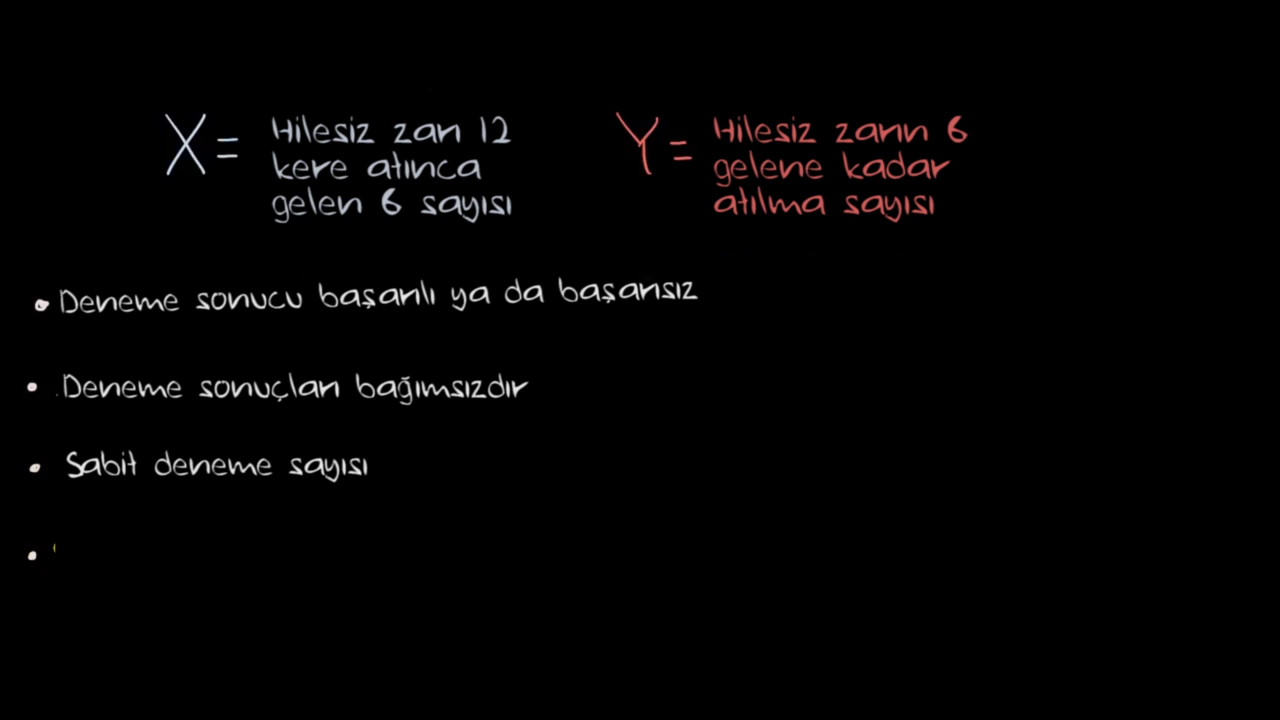 X = Hilesiz zarı 12
kere atınca
gelen 6 sayısı
Y = Hilesiz zarın 6
gelene kadar
atılma sayısı
• Deneme sonucu başarılı ya da başarısız
• Deneme sonuçları bağımsızdır
• Sabit deneme sayısı
•